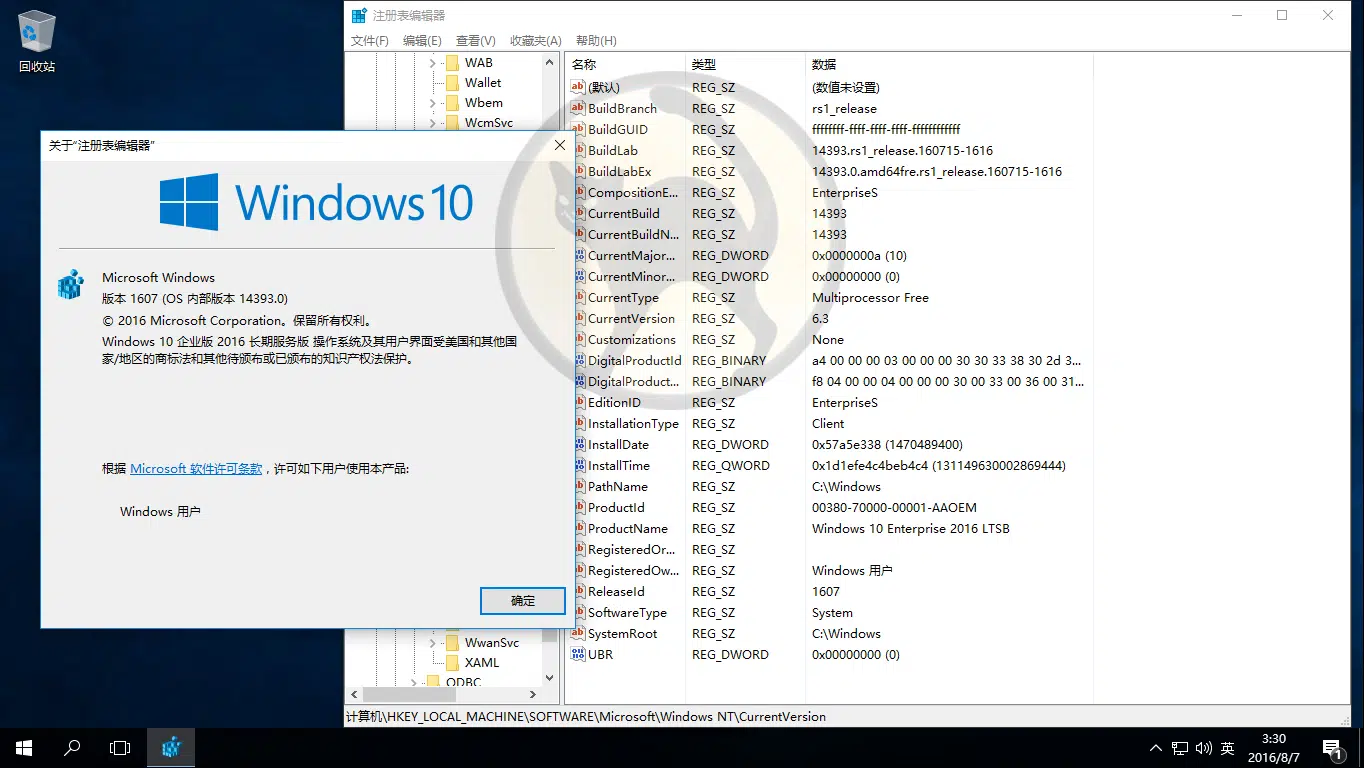 回收站
注册表编辑器
文件(F) 编辑(E) 查看(V) 收藏夹(A) 帮助(H)
WAB
Wallet
Wbem
WcmSvc
WwanSvc
XAML
ODBC
名称 类型 数据
(默认) REG_SZ (数值未设置)
BuildBranch REG_SZ rs1_release
BuildGUID REG_SZ ffffffff-ffff-ffff-ffff-ffffffffffff
BuildLab REG_SZ 14393.rs1_release.160715-1616
BuildLabEx REG_SZ 14393.0.amd64fre.rs1_release.160715-1616
CompositionE... REG_SZ EnterpriseS
CurrentBuild REG_SZ 14393
CurrentBuildN... REG_SZ 14393
CurrentMajor... REG_DWORD 0x0000000a (10)
CurrentMinor... REG_DWORD 0x00000000 (0)
CurrentType REG_SZ Multiprocessor Free
CurrentVersion REG_SZ 6.3
Customizations REG_SZ None
DigitalProductId REG_BINARY a4 00 00 00 03 00 00 00 30 30 33 38 30 2d 3...
DigitalProduct... REG_BINARY f8 04 00 00 04 00 00 00 30 00 33 00 36 00 31...
EditionID REG_SZ EnterpriseS
InstallationType REG_SZ Client
InstallDate REG_DWORD 0x57a5e338 (1470489400)
InstallTime REG_QWORD 0x1d1efe4c4beb4c4 (131149630002869444)
PathName REG_SZ C:\Windows
ProductId REG_SZ 00380-70000-00001-AAOEM
ProductName REG_SZ Windows 10 Enterprise 2016 LTSB
RegisteredOr... REG_SZ
RegisteredOw... REG_SZ Windows 用户
ReleaseId REG_SZ 1607
SoftwareType REG_SZ System
SystemRoot REG_SZ C:\Windows
UBR REG_DWORD 0x00000000 (0)
计算机\HKEY_LOCAL_MACHINE\SOFTWARE\Microsoft\Windows NT\CurrentVersion
关于“注册表编辑器”
Windows 10
Microsoft Windows
版本 1607 (OS 内部版本 14393.0)
© 2016 Microsoft Corporation。保留所有权利。
Windows 10 企业版 2016 长期服务版 操作系统及其用户界面受美国和其他国
家/地区的商标法和其他待颁布或已颁布的知识产权法保护。
根据 Microsoft 软件许可条款，许可如下用户使用本产品:
Windows 用户
确定
英
3:30
2016/8/7
1